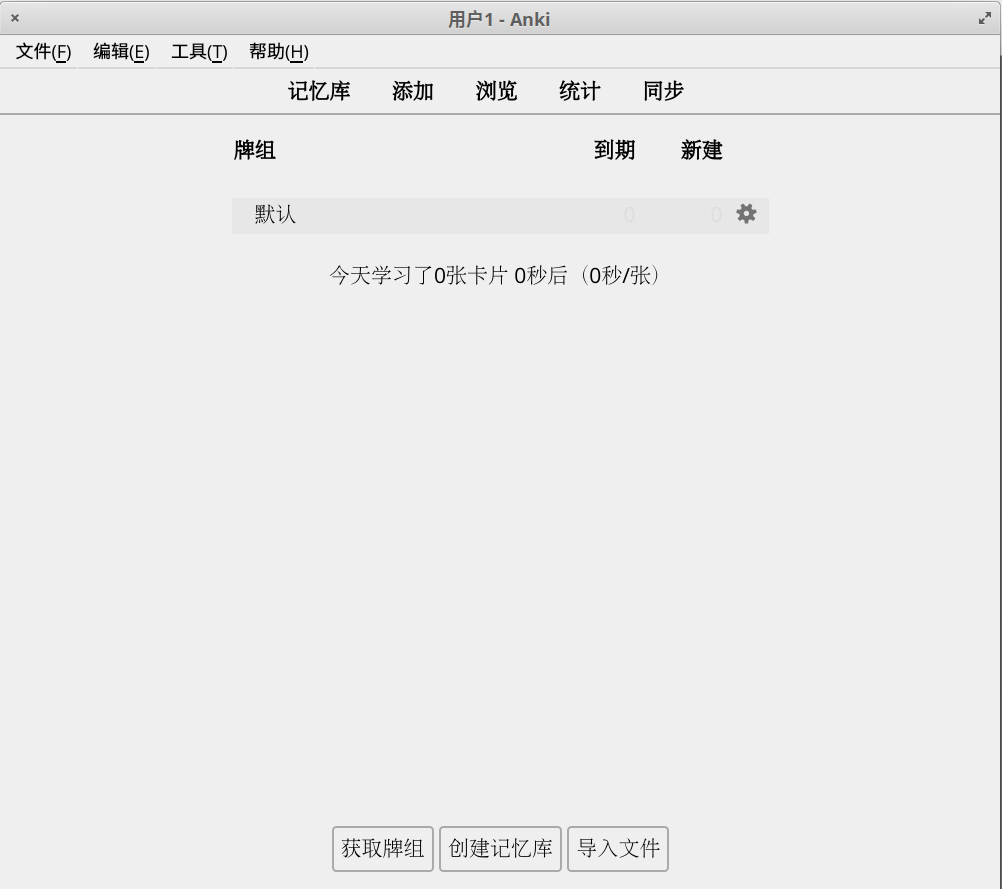 用户1 - Anki
文件(F) 编辑(E) 工具(T) 帮助(H)
记忆库 添加 浏览 统计 同步
牌组 到期 新建
默认 0 0
今天学习了0张卡片 0秒后（0秒/张）
获取牌组 创建记忆库 导入文件